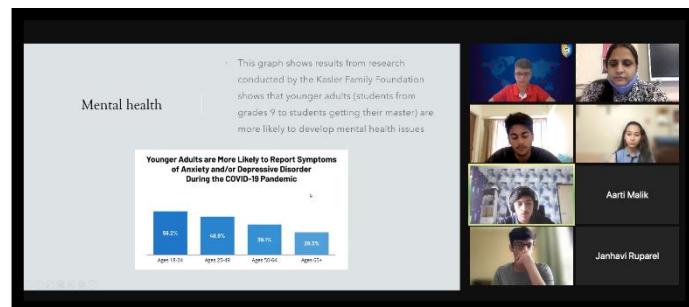 Mental health
This graph shows results from research
conducted by the Kasler Family Foundation
shows that younger adults (students from
grades 9 to students getting their master) are
more likely to develop mental health issues
Younger Adults are More Likely to Report Symptoms
of Anxiety and/or Depressive Disorder
During the COVID-19 Pandemic
56.2% 48.9% 39.1% 29.3%
Ages 18-24 Ages 25-49 Ages 50-64 Ages 65+
Aarti Malik
Janhavi Ruparel